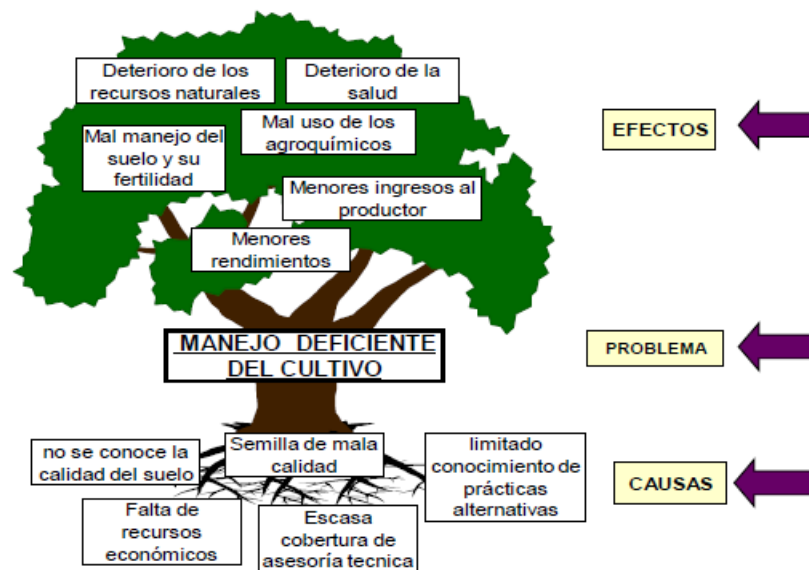 Deterioro de los
recursos naturales
Deterioro de la
salud
Mal uso de los
agroquímicos
Mal manejo del
suelo y su
fertilidad
Menores ingresos al
productor
Menores
rendimientos
EFECTOS
MANEJO DEFICIENTE
DEL CULTIVO
PROBLEMA
no se conoce la
calidad del suelo
Semilla de mala
calidad
limitado
conocimiento de
prácticas
alternativas
Falta de
recursos
económicos
Escasa
cobertura de
asesoría tecnica
CAUSAS